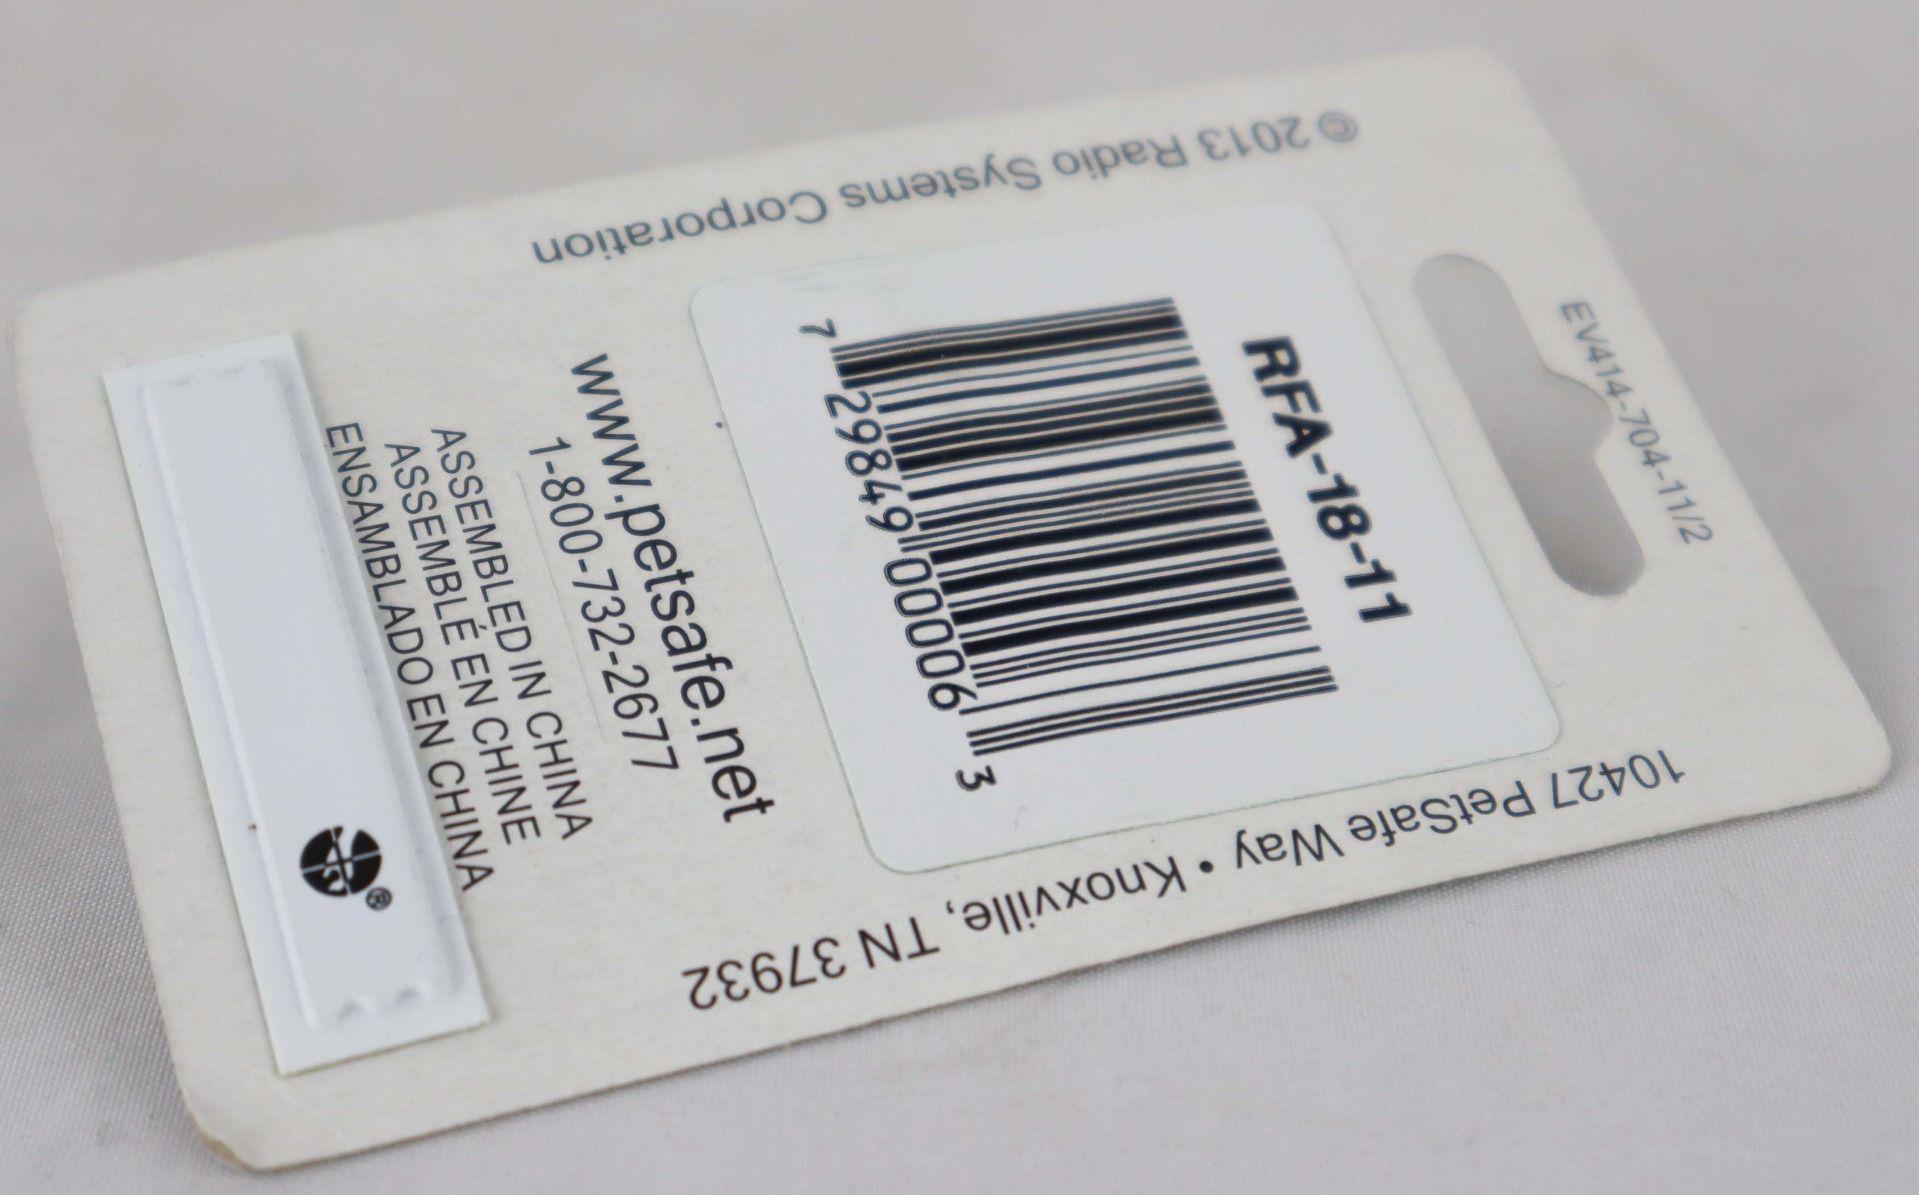 EV414-704-11/2
RFA-18-11
7 29849 00006 3
www.petsafe.net
1-800-732-2677
ASSEMBLED IN CHINA
ASSEMBLÉ EN CHINE
ENSAMBLADO EN CHINA
®
© 2013 Radio Systems Corporation
10427 PetSafe Way • Knoxville, TN 37932